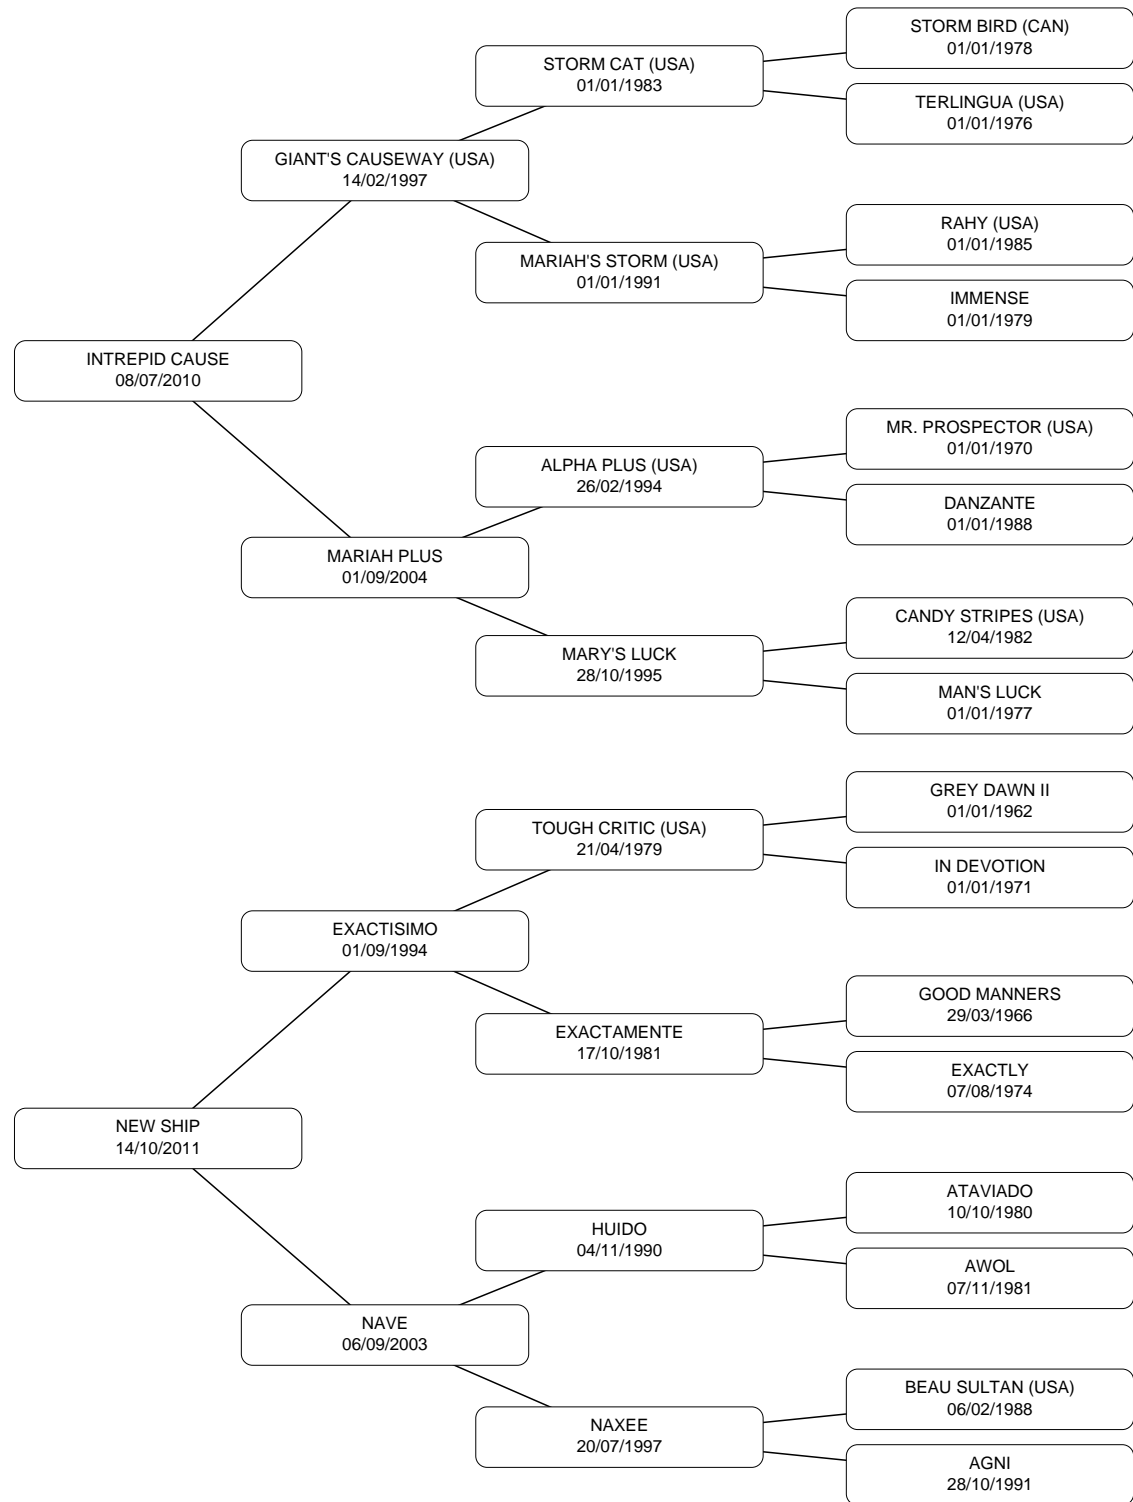 STORM BIRD (CAN)
01/01/1978
STORM CAT (USA)
01/01/1983
TERLINGUA (USA)
01/01/1976
GIANT'S CAUSEWAY (USA)
14/02/1997
RAHY (USA)
01/01/1985
MARIAH'S STORM (USA)
01/01/1991
IMMENSE
01/01/1979
INTREPID CAUSE
08/07/2010
MR. PROSPECTOR (USA)
01/01/1970
ALPHA PLUS (USA)
26/02/1994
DANZANTE
01/01/1988
MARIAH PLUS
01/09/2004
CANDY STRIPES (USA)
12/04/1982
MARY'S LUCK
28/10/1995
MAN'S LUCK
01/01/1977
GREY DAWN II
01/01/1962
TOUGH CRITIC (USA)
21/04/1979
IN DEVOTION
01/01/1971
EXACTISIMO
01/09/1994
GOOD MANNERS
29/03/1966
EXACTAMENTE
17/10/1981
EXACTLY
07/08/1974
NEW SHIP
14/10/2011
ATAVIADO
10/10/1980
HUIDO
04/11/1990
AWOL
07/11/1981
NAVE
06/09/2003
BEAU SULTAN (USA)
06/02/1988
NAXEE
20/07/1997
AGNI
28/10/1991